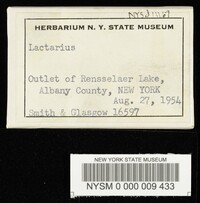 HERBARIUM N. Y. STATE MUSEUM
Lactarius
Outlet of Rensselaer Lake,
Albany County, NEW YORK
Aug. 27, 1954
Smith & Glasgow 16597
NEW YORK STATE MUSEUM
NYSM 0 000 009 433